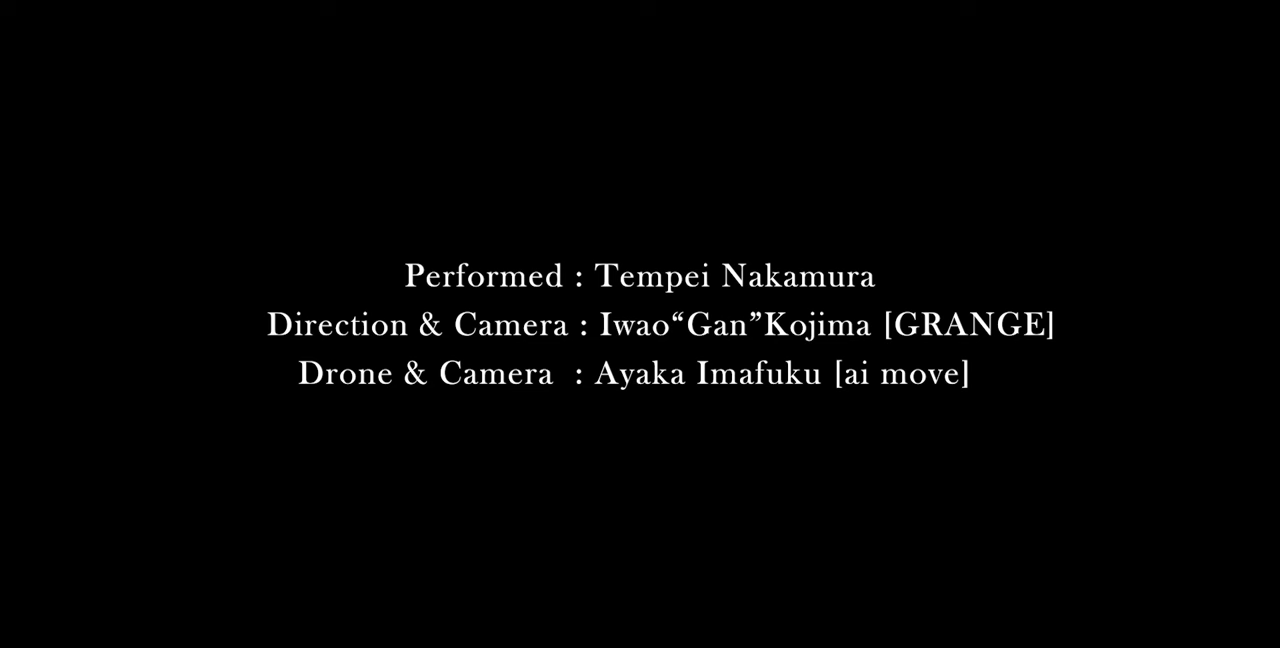 Performed : Tempei Nakamura
Direction & Camera : Iwao“Gan”Kojima [GRANGE]
Drone & Camera : Ayaka Imafuku [ai move]